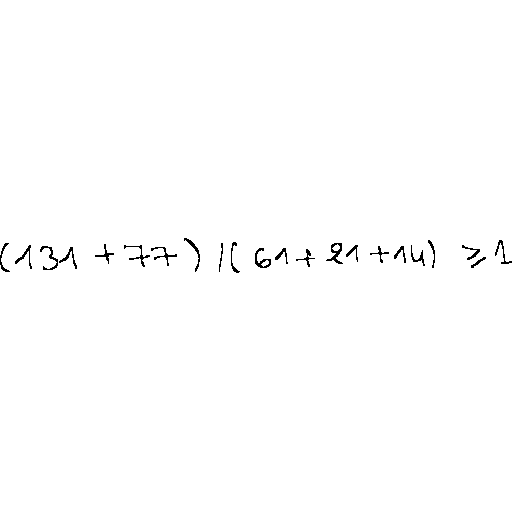 (131 + 77) / (61 + 21 + 14) ≥ 1